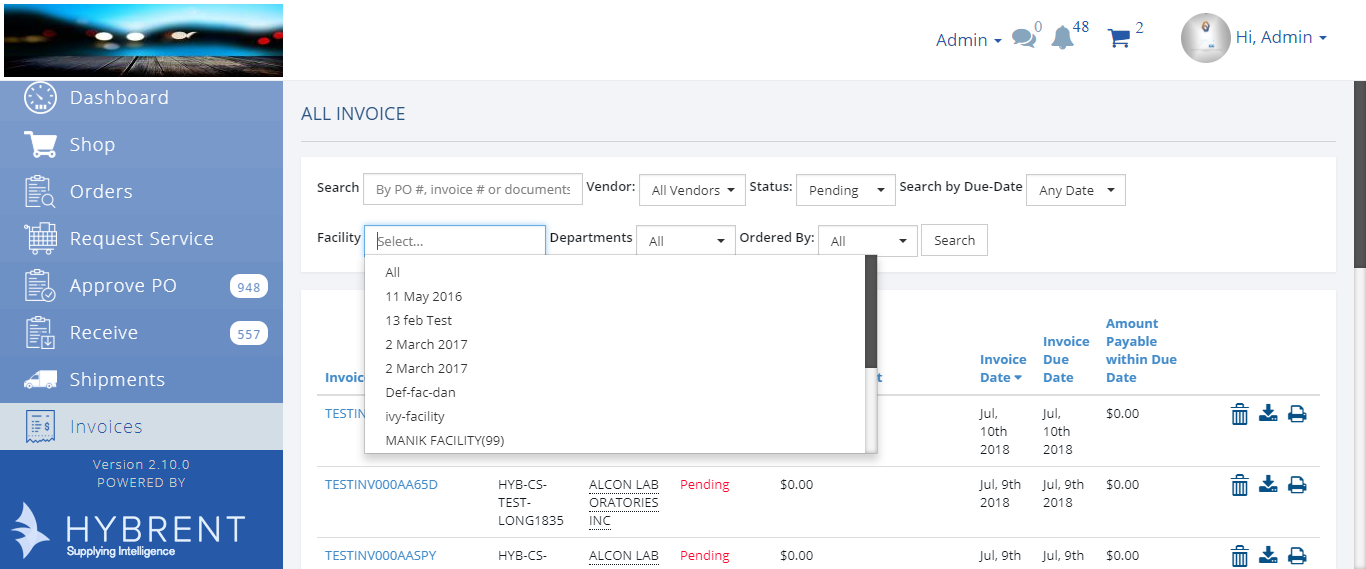 Admin
0
48
2
Hi, Admin
Dashboard
Shop
Orders
Request Service
Approve PO 948
Receive 557
Shipments
Invoices
Version 2.10.0
POWERED BY
HYBRENT
Supplying Intelligence
ALL INVOICE
Search By PO #, invoice # or documents Vendor: All Vendors Status: Pending Search by Due-Date Any Date
Facility Select... Departments All Ordered By: All Search
All
11 May 2016
13 feb Test
2 March 2017
2 March 2017
Def-fac-dan
ivy-facility
MANIK FACILITY(99)
Invoice
Date
Invoice
Due
Date
Amount
Payable
within Due
Date
Jul,
10th
2018
Jul,
10th
2018
$0.00
TESTINV000AA65D
HYB-CS-
TEST-
LONG1835
ALCON LAB
ORATORIES
INC
Pending
$0.00
Jul, 9th
2018
Jul, 9th
2018
$0.00
TESTINV000AASPY
HYB-CS-
ALCON LAB
Pending
$0.00
Jul, 9th
Jul, 9th
$0.00